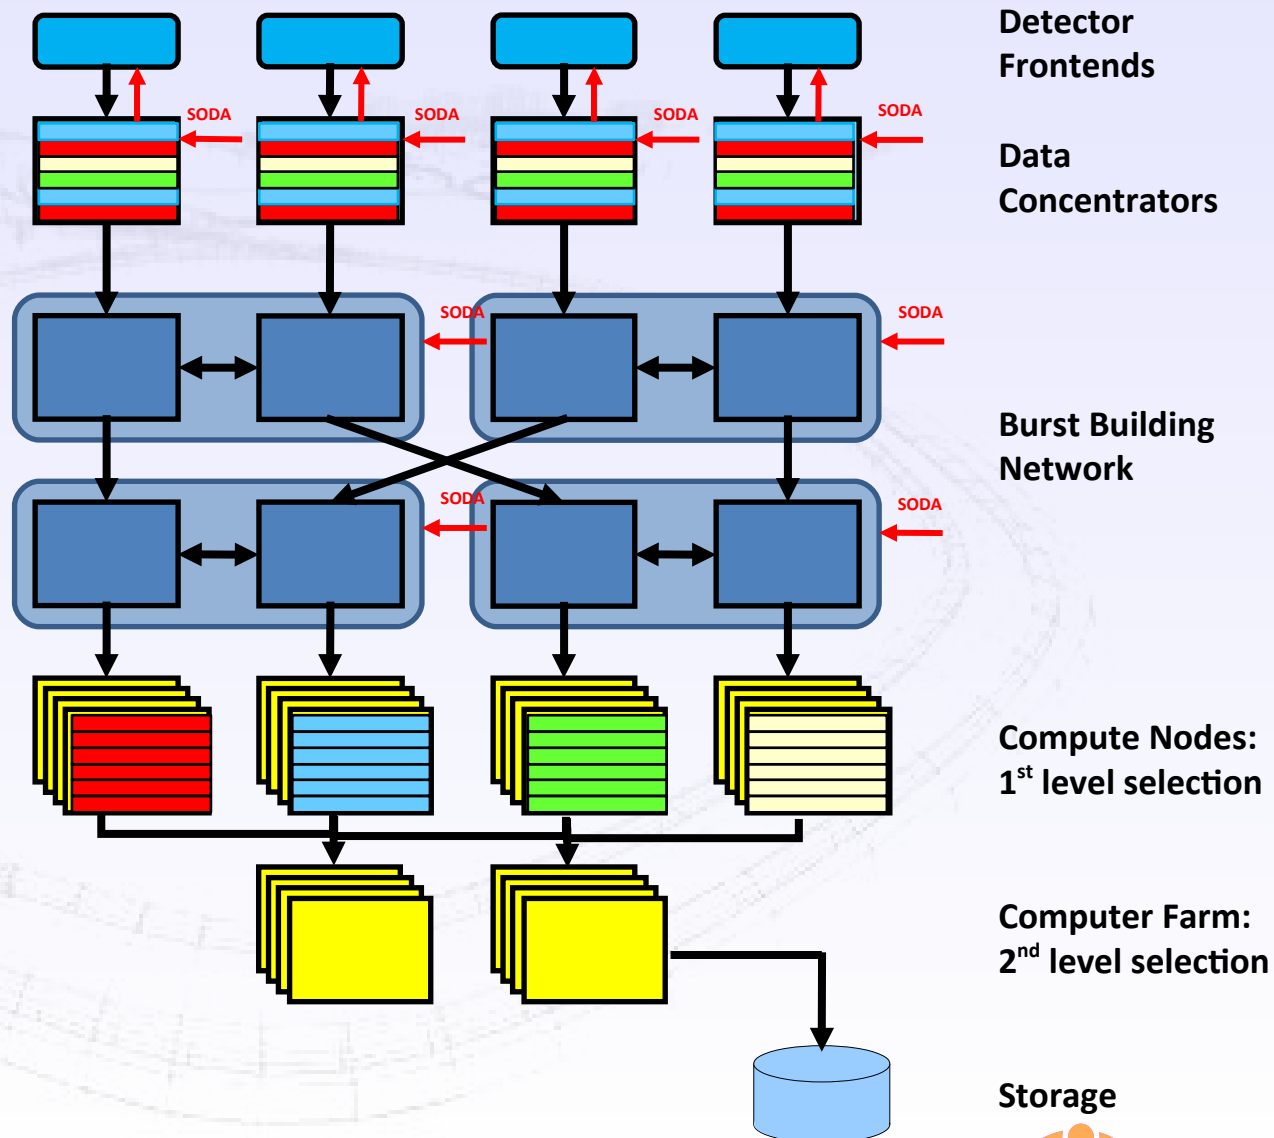 Detector
Frontends
SODA
SODA
SODA
SODA
Data
Concentrators
SODA
SODA
Burst Building
Network
SODA
SODA
Compute Nodes:
1st level selection
Computer Farm:
2nd level selection
Storage